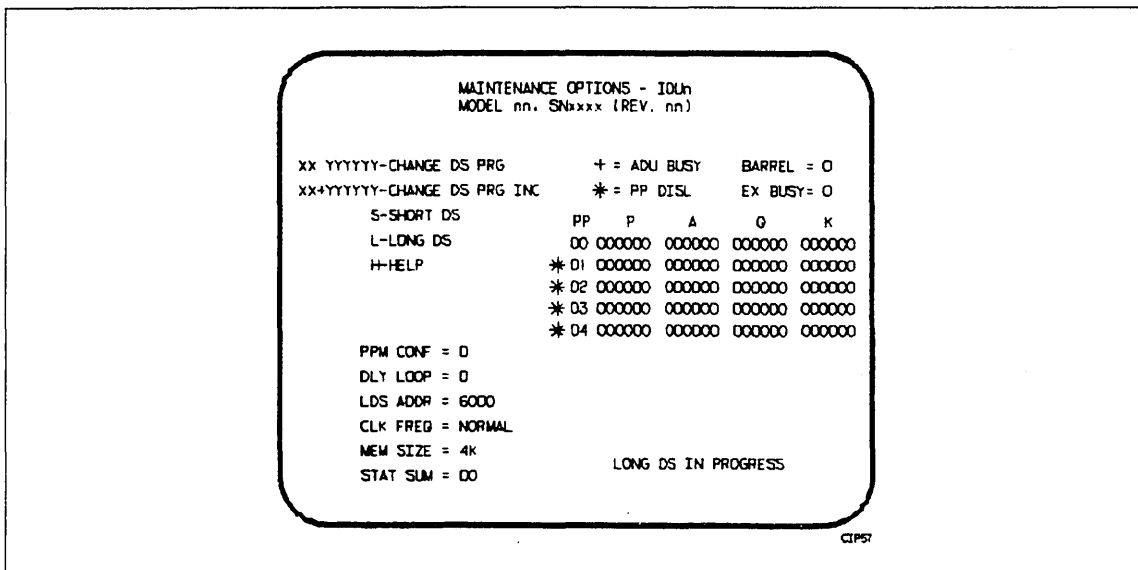 MAINTENANCE OPTIONS - IOUn
MODEL nn. SNxxxx (REV. nn)
XX YYYYYY-CHANGE DS PRG + = ADU BUSY BARREL = 0
XX+YYYYYY-CHANGE DS PRG INC * = PP DISL EX BUSY= 0
S-SHORT DS
L-LONG DS
H-HELP
PP P A Q K
00 000000 000000 000000 000000
* 01 000000 000000 000000 000000
* 02 000000 000000 000000 000000
* 03 000000 000000 000000 000000
* 04 000000 000000 000000 000000
PPM CONF = 0
DLY LOOP = 0
LDS ADDR = 6000
CLK FREQ = NORMAL
MEM SIZE = 4K
STAT SUM = 00
LONG DS IN PROGRESS
CIP57